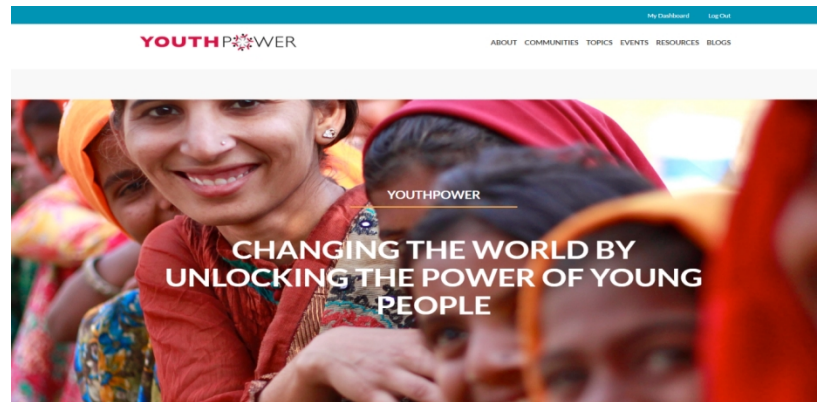 My Dashboard Log Out
YOUTHPOWER
ABOUT COMMUNITIES TOPICS EVENTS RESOURCES BLOGS
YOUTHPOWER
CHANGING THE WORLD BY
UNLOCKING THE POWER OF YOUNG
PEOPLE